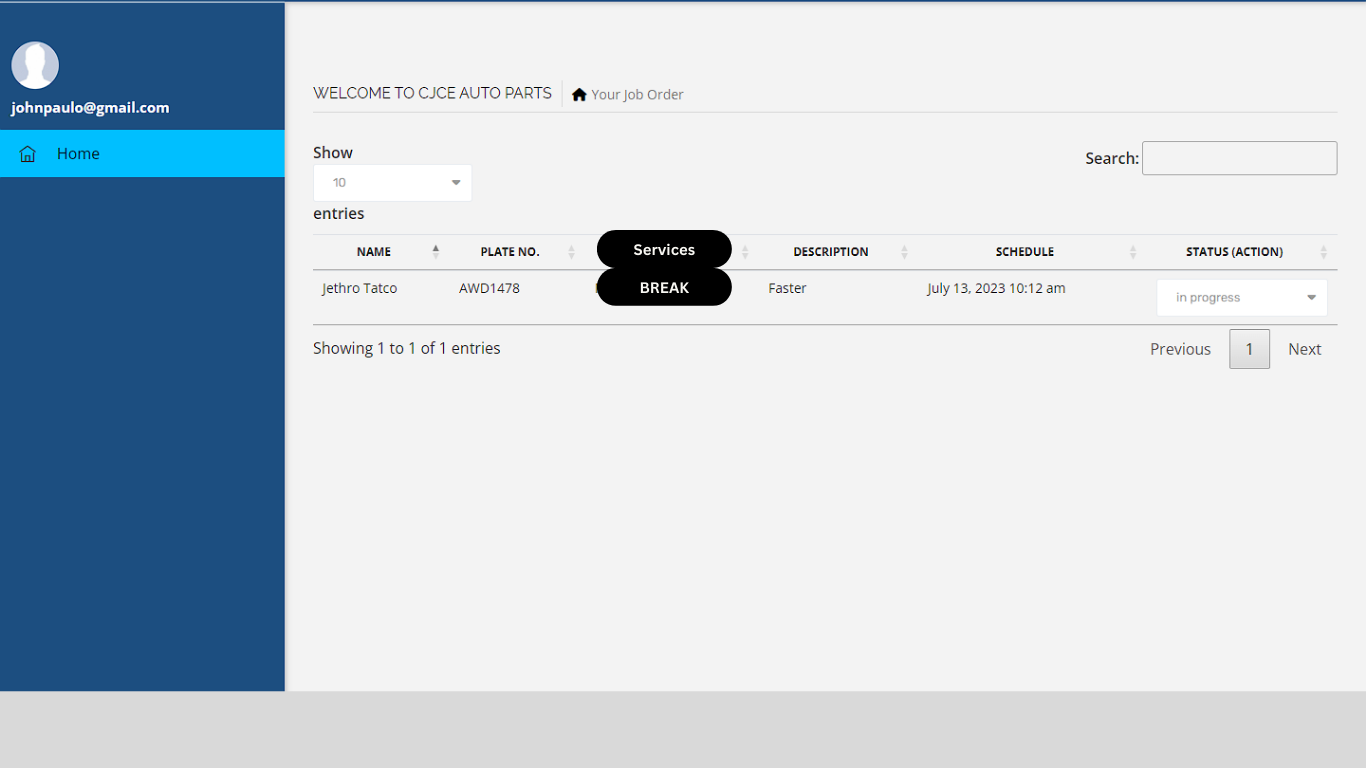 johnpaulo@gmail.com
Home
WELCOME TO CJCE AUTO PARTS
Your Job Order
Show
10
entries
Search:
NAME PLATE NO. Services DESCRIPTION SCHEDULE STATUS (ACTION)
Jethro Tatco AWD1478 BREAK Faster July 13, 2023 10:12 am in progress
Showing 1 to 1 of 1 entries
Previous 1 Next